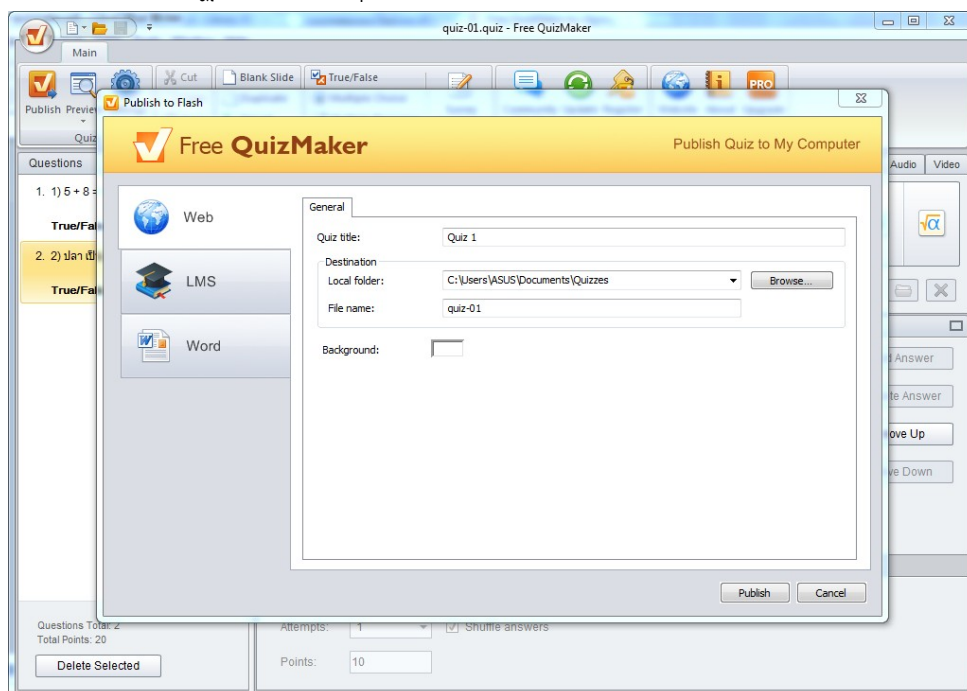 quiz-01.quiz - Free QuizMaker
Main
Cut
Blank Slide
True/False
Publish Preview
PRO
Quiz
Publish to Flash
Free QuizMaker
Publish Quiz to My Computer
Questions
Audio Video
1. 1) 5 + 8 =
True/Fal
2. 2) ปลา เป็
True/Fal
Web
LMS
Word
General
Quiz title: Quiz 1
Destination
Local folder: C:\Users\ASUS\Documents\Quizzes Browse...
File name: quiz-01
Background:
√α
d Answer
te Answer
ove Up
ve Down
Publish Cancel
Questions Total: 2
Total Points: 20
Delete Selected
Attempts: 1 Shuffle answers
Points: 10